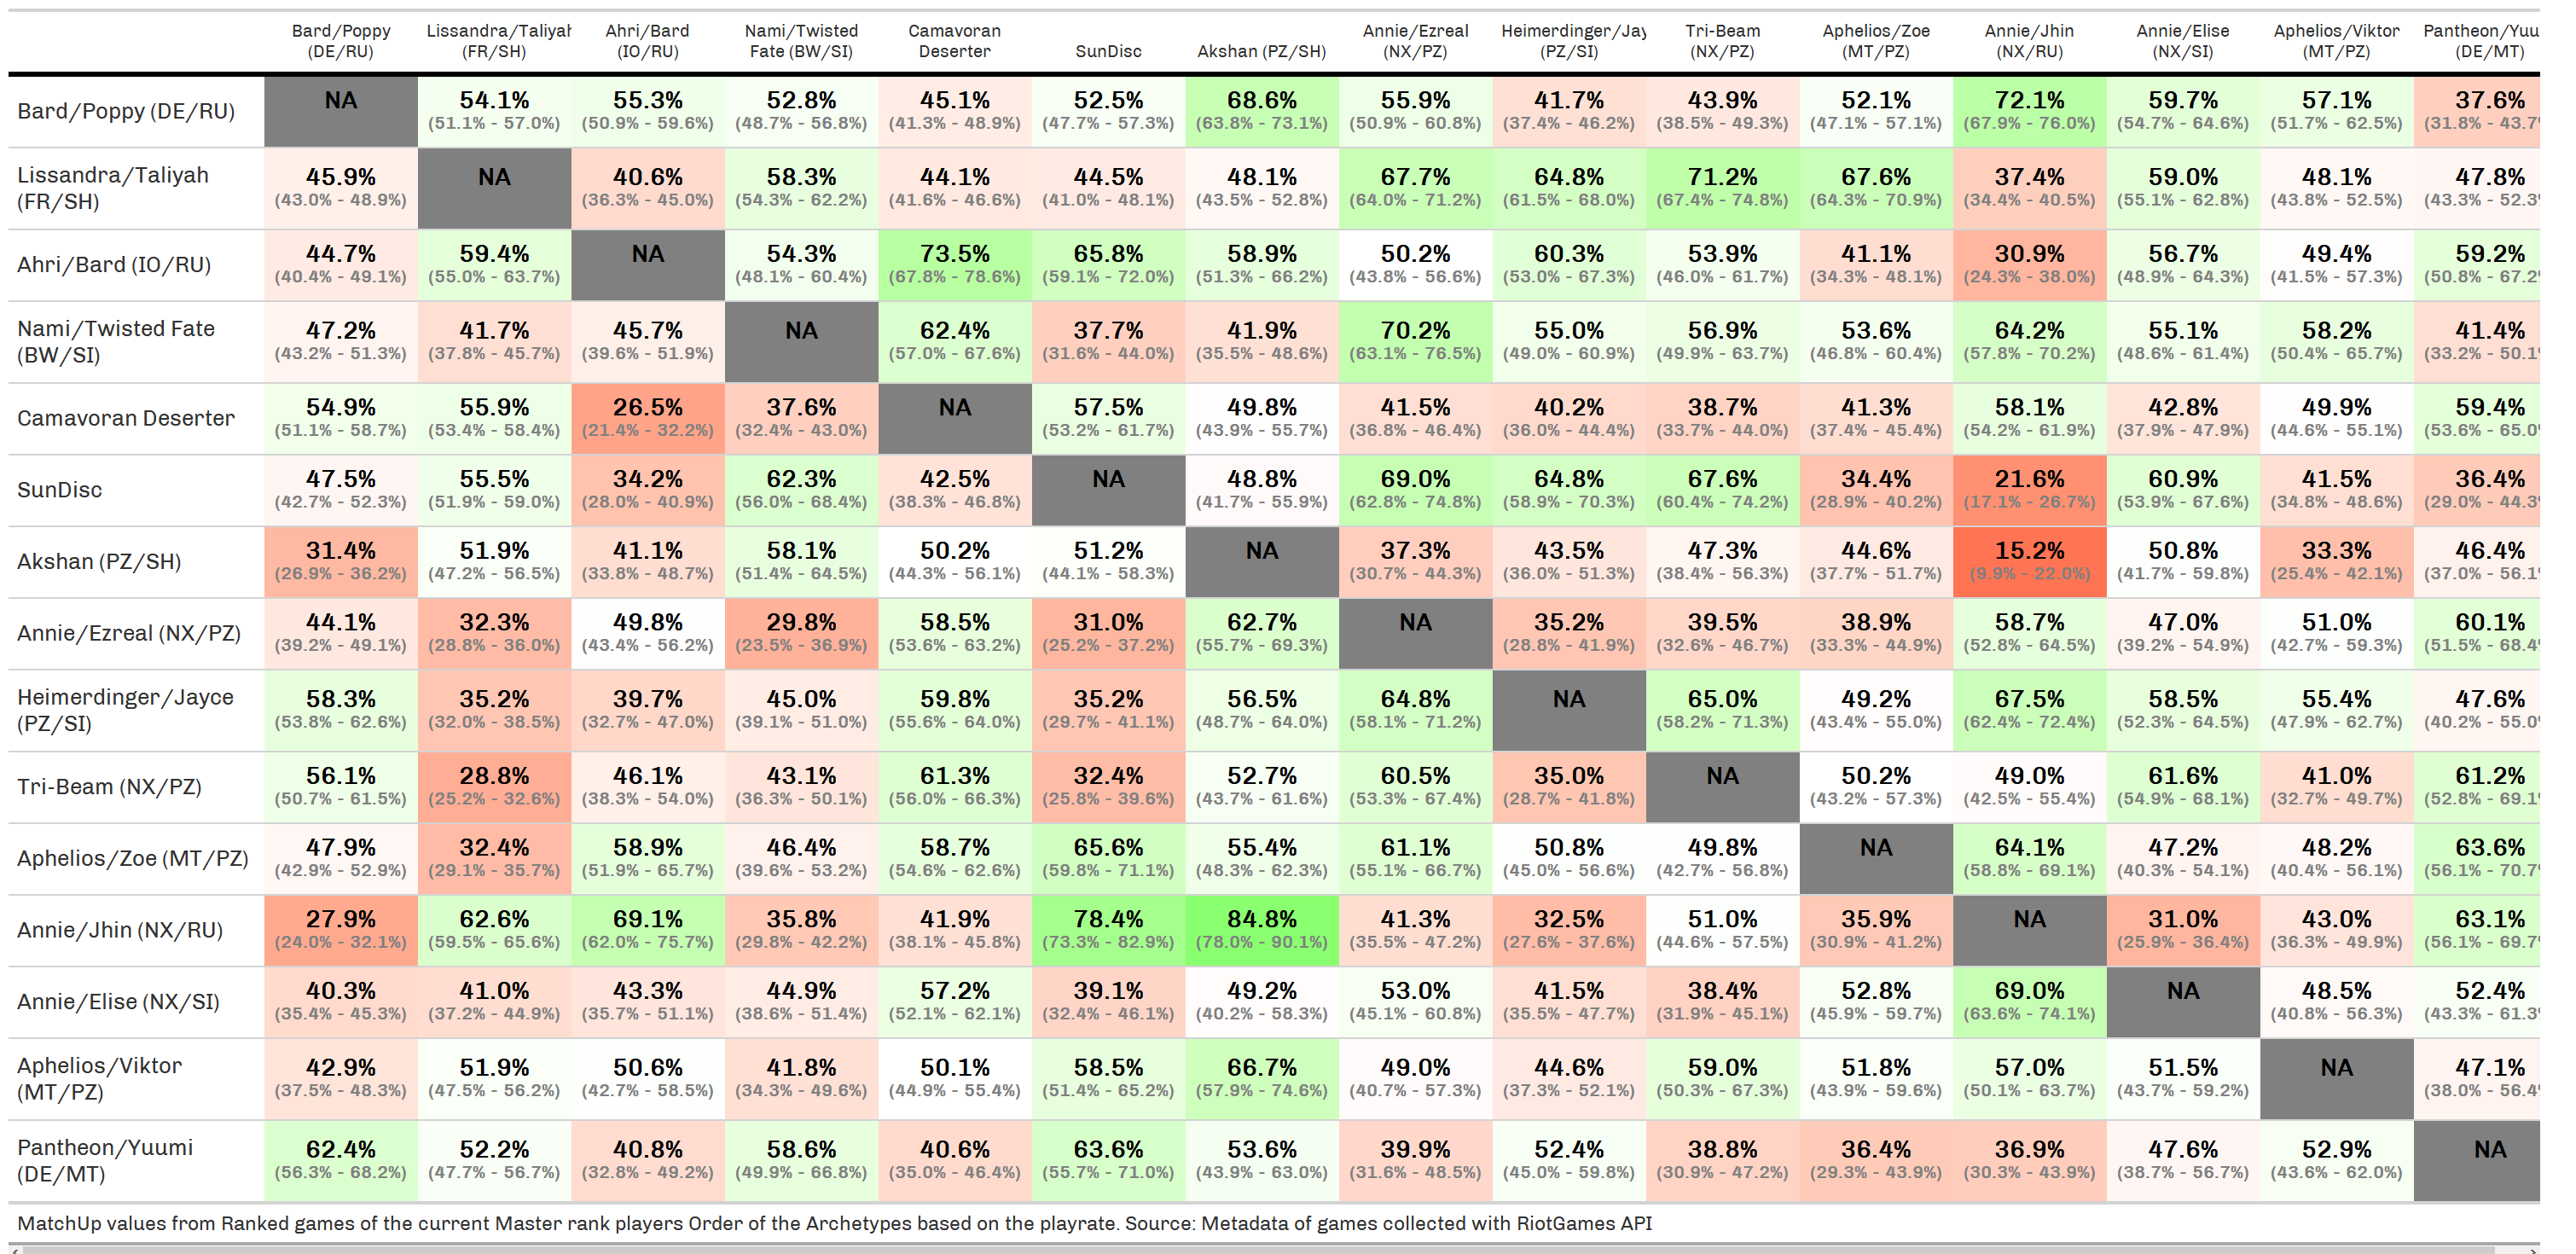 Bard/Poppy Lissandra/Taliyah Ahri/Bard Nami/Twisted Camavoran Annie/Ezreal Heimerdinger/Jay Tri-Beam Aphelios/Zoe Annie/Jhin Annie/Elise Aphelios/Viktor Pantheon/Yuu
(DE/RU) (FR/SH) (IO/RU) Fate (BW/SI) Deserter SunDisc Akshan (PZ/SH) (NX/PZ) (PZ/SI) (NX/PZ) (MT/PZ) (NX/RU) (NX/SI) (MT/PZ) (DE/MT)
Bard/Poppy (DE/RU) NA 54.1% 55.3% 52.8% 45.1% 52.5% 68.6% 55.9% 41.7% 43.9% 52.1% 72.1% 59.7% 57.1% 37.6%
(51.1% - 57.0%) (50.9% - 59.6%) (48.7% - 56.8%) (41.3% - 48.9%) (47.7% - 57.3%) (63.8% - 73.1%) (50.9% - 60.8%) (37.4% - 46.2%) (38.5% - 49.3%) (47.1% - 57.1%) (67.9% - 76.0%) (54.7% - 64.6%) (51.7% - 62.5%) (31.8% - 43.7
Lissandra/Taliyah 45.9% NA 40.6% 58.3% 44.1% 44.5% 48.1% 67.7% 64.8% 71.2% 67.6% 37.4% 59.0% 48.1% 47.8%
(FR/SH) (43.0% - 48.9%) (36.3% - 45.0%) (54.3% - 62.2%) (41.6% - 46.6%) (41.0% - 48.1%) (43.5% - 52.8%) (64.0% - 71.2%) (61.5% - 68.0%) (67.4% - 74.8%) (64.3% - 70.9%) (34.4% - 40.5%) (55.1% - 62.8%) (43.8% - 52.5%) (43.3% - 52.3
Ahri/Bard (IO/RU) 44.7% 59.4% NA 54.3% 73.5% 65.8% 58.9% 50.2% 60.3% 53.9% 41.1% 30.9% 56.7% 49.4% 59.2%
(40.4% - 49.1%) (55.0% - 63.7%) (48.1% - 60.4%) (67.8% - 78.6%) (59.1% - 72.0%) (51.3% - 66.2%) (43.8% - 56.6%) (53.0% - 67.3%) (46.0% - 61.7%) (34.3% - 48.1%) (24.3% - 38.0%) (48.9% - 64.3%) (41.5% - 57.3%) (50.8% - 67.2
Nami/Twisted Fate 47.2% 41.7% 45.7% NA 62.4% 37.7% 41.9% 70.2% 55.0% 56.9% 53.6% 64.2% 55.1% 58.2% 41.4%
(BW/SI) (43.2% - 51.3%) (37.8% - 45.7%) (39.6% - 51.9%) (57.0% - 67.6%) (31.6% - 44.0%) (35.5% - 48.6%) (63.1% - 76.5%) (49.0% - 60.9%) (49.9% - 63.7%) (46.8% - 60.4%) (57.8% - 70.2%) (48.6% - 61.4%) (50.4% - 65.7%) (33.2% - 50.1
Camavoran Deserter 54.9% 55.9% 26.5% 37.6% NA 57.5% 49.8% 41.5% 40.2% 38.7% 41.3% 58.1% 42.8% 49.9% 59.4%
(51.1% - 58.7%) (53.4% - 58.4%) (21.4% - 32.2%) (32.4% - 43.0%) (53.2% - 61.7%) (43.9% - 55.7%) (36.8% - 46.4%) (36.0% - 44.4%) (33.7% - 44.0%) (37.4% - 45.4%) (54.2% - 61.9%) (37.9% - 47.9%) (44.6% - 55.1%) (53.6% - 65.0
SunDisc 47.5% 55.5% 34.2% 62.3% 42.5% NA 48.8% 69.0% 64.8% 67.6% 34.4% 21.6% 60.9% 41.5% 36.4%
(42.7% - 52.3%) (51.9% - 59.0%) (28.0% - 40.9%) (56.0% - 68.4%) (38.3% - 46.8%) (41.7% - 55.9%) (62.8% - 74.8%) (58.9% - 70.3%) (60.4% - 74.2%) (28.9% - 40.2%) (17.1% - 26.7%) (53.9% - 67.6%) (34.8% - 48.6%) (29.0% - 44.3
Akshan (PZ/SH) 31.4% 51.9% 41.1% 58.1% 50.2% 51.2% NA 37.3% 43.5% 47.3% 44.6% 15.2% 50.8% 33.3% 46.4%
(26.9% - 36.2%) (47.2% - 56.5%) (33.8% - 48.7%) (51.4% - 64.5%) (44.3% - 56.1%) (44.1% - 58.3%) (30.7% - 44.3%) (36.0% - 51.3%) (38.4% - 56.3%) (37.7% - 51.7%) (9.9% - 22.0%) (41.7% - 59.8%) (25.4% - 42.1%) (37.0% - 56.1
Annie/Ezreal (NX/PZ) 44.1% 32.3% 49.8% 29.8% 58.5% 31.0% 62.7% NA 35.2% 39.5% 38.9% 58.7% 47.0% 51.0% 60.1%
(39.2% - 49.1%) (28.8% - 36.0%) (43.4% - 56.2%) (23.5% - 36.9%) (53.6% - 63.2%) (25.2% - 37.2%) (55.7% - 69.3%) (28.8% - 41.9%) (32.6% - 46.7%) (33.3% - 44.9%) (52.8% - 64.5%) (39.2% - 54.9%) (42.7% - 59.3%) (51.5% - 68.4
Heimerdinger/Jayce 58.3% 35.2% 39.7% 45.0% 59.8% 35.2% 56.5% 64.8% NA 65.0% 49.2% 67.5% 58.5% 55.4% 47.6%
(PZ/SI) (53.8% - 62.6%) (32.0% - 38.5%) (32.7% - 47.0%) (39.1% - 51.0%) (55.6% - 64.0%) (29.7% - 41.1%) (48.7% - 64.0%) (58.1% - 71.2%) (58.2% - 71.3%) (43.4% - 55.0%) (62.4% - 72.4%) (52.3% - 64.5%) (47.9% - 62.7%) (40.2% - 55.0
Tri-Beam (NX/PZ) 56.1% 28.8% 46.1% 43.1% 61.3% 32.4% 52.7% 60.5% 35.0% NA 50.2% 49.0% 61.6% 41.0% 61.2%
(50.7% - 61.5%) (25.2% - 32.6%) (38.3% - 54.0%) (36.3% - 50.1%) (56.0% - 66.3%) (25.8% - 39.6%) (43.7% - 61.6%) (53.3% - 67.4%) (28.7% - 41.8%) (43.2% - 57.3%) (42.5% - 55.4%) (54.9% - 68.1%) (32.7% - 49.7%) (52.8% - 69.1
Aphelios/Zoe (MT/PZ) 47.9% 32.4% 58.9% 46.4% 58.7% 65.6% 55.4% 61.1% 50.8% 49.8% NA 64.1% 47.2% 48.2% 63.6%
(42.9% - 52.9%) (29.1% - 35.7%) (51.9% - 65.7%) (39.6% - 53.2%) (54.6% - 62.6%) (59.8% - 71.1%) (48.3% - 62.3%) (55.1% - 66.7%) (45.0% - 56.6%) (42.7% - 56.8%) (58.8% - 69.1%) (40.3% - 54.1%) (40.4% - 56.1%) (56.1% - 70.7
Annie/Jhin (NX/RU) 27.9% 62.6% 69.1% 35.8% 41.9% 78.4% 84.8% 41.3% 32.5% 51.0% 35.9% NA 31.0% 43.0% 63.1%
(24.0% - 32.1%) (59.5% - 65.6%) (62.0% - 75.7%) (29.8% - 42.2%) (38.1% - 45.8%) (73.3% - 82.9%) (78.0% - 90.1%) (35.5% - 47.2%) (27.6% - 37.6%) (44.6% - 57.5%) (30.9% - 41.2%) (25.9% - 36.4%) (36.3% - 49.9%) (56.1% - 69.7
Annie/Elise (NX/SI) 40.3% 41.0% 43.3% 44.9% 57.2% 39.1% 49.2% 53.0% 41.5% 38.4% 52.8% 69.0% NA 48.5% 52.4%
(35.4% - 45.3%) (37.2% - 44.9%) (35.7% - 51.1%) (38.6% - 51.4%) (52.1% - 62.1%) (32.4% - 46.1%) (40.2% - 58.3%) (45.1% - 60.8%) (35.5% - 47.7%) (31.9% - 45.1%) (45.9% - 59.7%) (63.6% - 74.1%) (40.8% - 56.3%) (43.3% - 61.3
Aphelios/Viktor 42.9% 51.9% 50.6% 41.8% 50.1% 58.5% 66.7% 49.0% 44.6% 59.0% 51.8% 57.0% 51.5% NA 47.1%
(MT/PZ) (37.5% - 48.3%) (47.5% - 56.2%) (42.7% - 58.5%) (34.3% - 49.6%) (44.9% - 55.4%) (51.4% - 65.2%) (57.9% - 74.6%) (40.7% - 57.3%) (37.3% - 52.1%) (50.3% - 67.3%) (43.9% - 59.6%) (50.1% - 63.7%) (43.7% - 59.2%) (38.0% - 56.4
Pantheon/Yuumi 62.4% 52.2% 40.8% 58.6% 40.6% 63.6% 53.6% 39.9% 52.4% 38.8% 36.4% 36.9% 47.6% 52.9% NA
(DE/MT) (56.3% - 68.2%) (47.7% - 56.7%) (32.8% - 49.2%) (49.9% - 66.8%) (35.0% - 46.4%) (55.7% - 71.0%) (43.9% - 63.0%) (31.6% - 48.5%) (45.0% - 59.8%) (30.9% - 47.2%) (29.3% - 43.9%) (30.3% - 43.9%) (38.7% - 56.7%) (43.6% - 62.0%)
MatchUp values from Ranked games of the current Master rank players Order of the Archetypes based on the playrate. Source: Metadata of games collected with RiotGames API